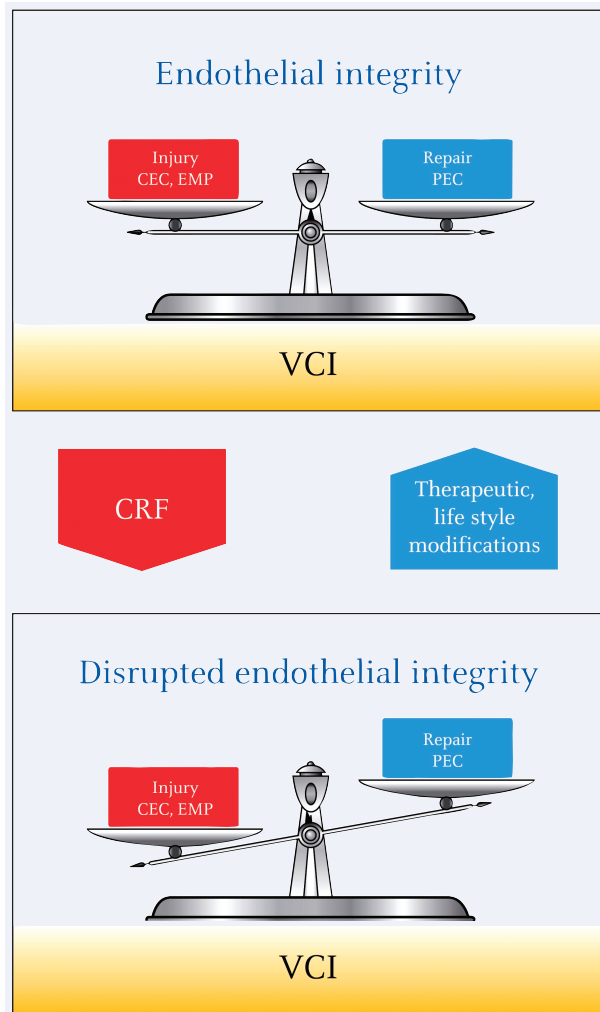 Endothelial integrity
Injury
CEC, EMP
Repair
PEC
VCI
CRF
Therapeutic,
life style
modifications
Disrupted endothelial integrity
Repair
PEC
Injury
CEC, EMP
VCI